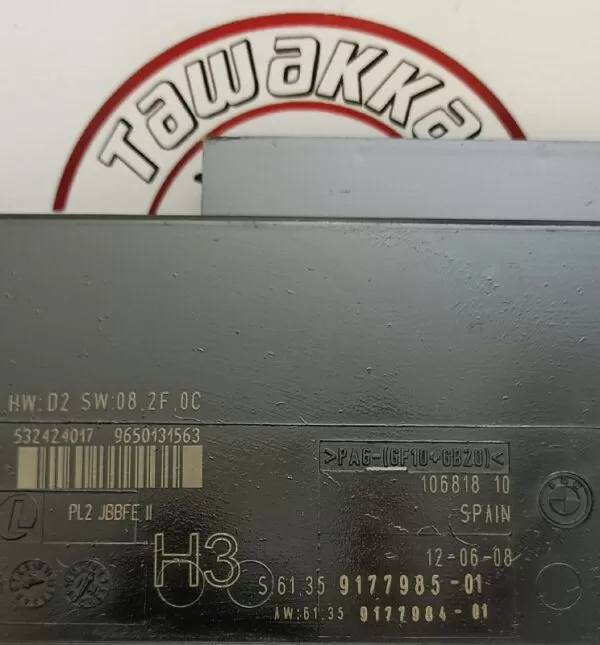 TAWAKKA
HW:D2 SW:08.2F.0C
532424017 9650131563
>PA6-(GF10+GB20)<
106818 10
PL2 JBBFE II
SPAIN
12-06-08
H3
S 61.35 9177985-01
AW:61.35 9177984-01